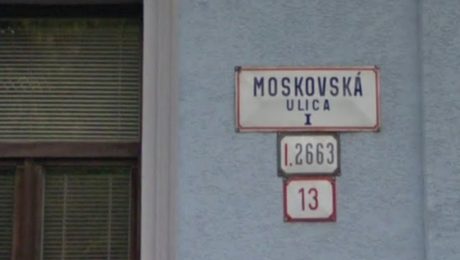 MOSKOVSKÁ
ULICA
I
I.2663
13